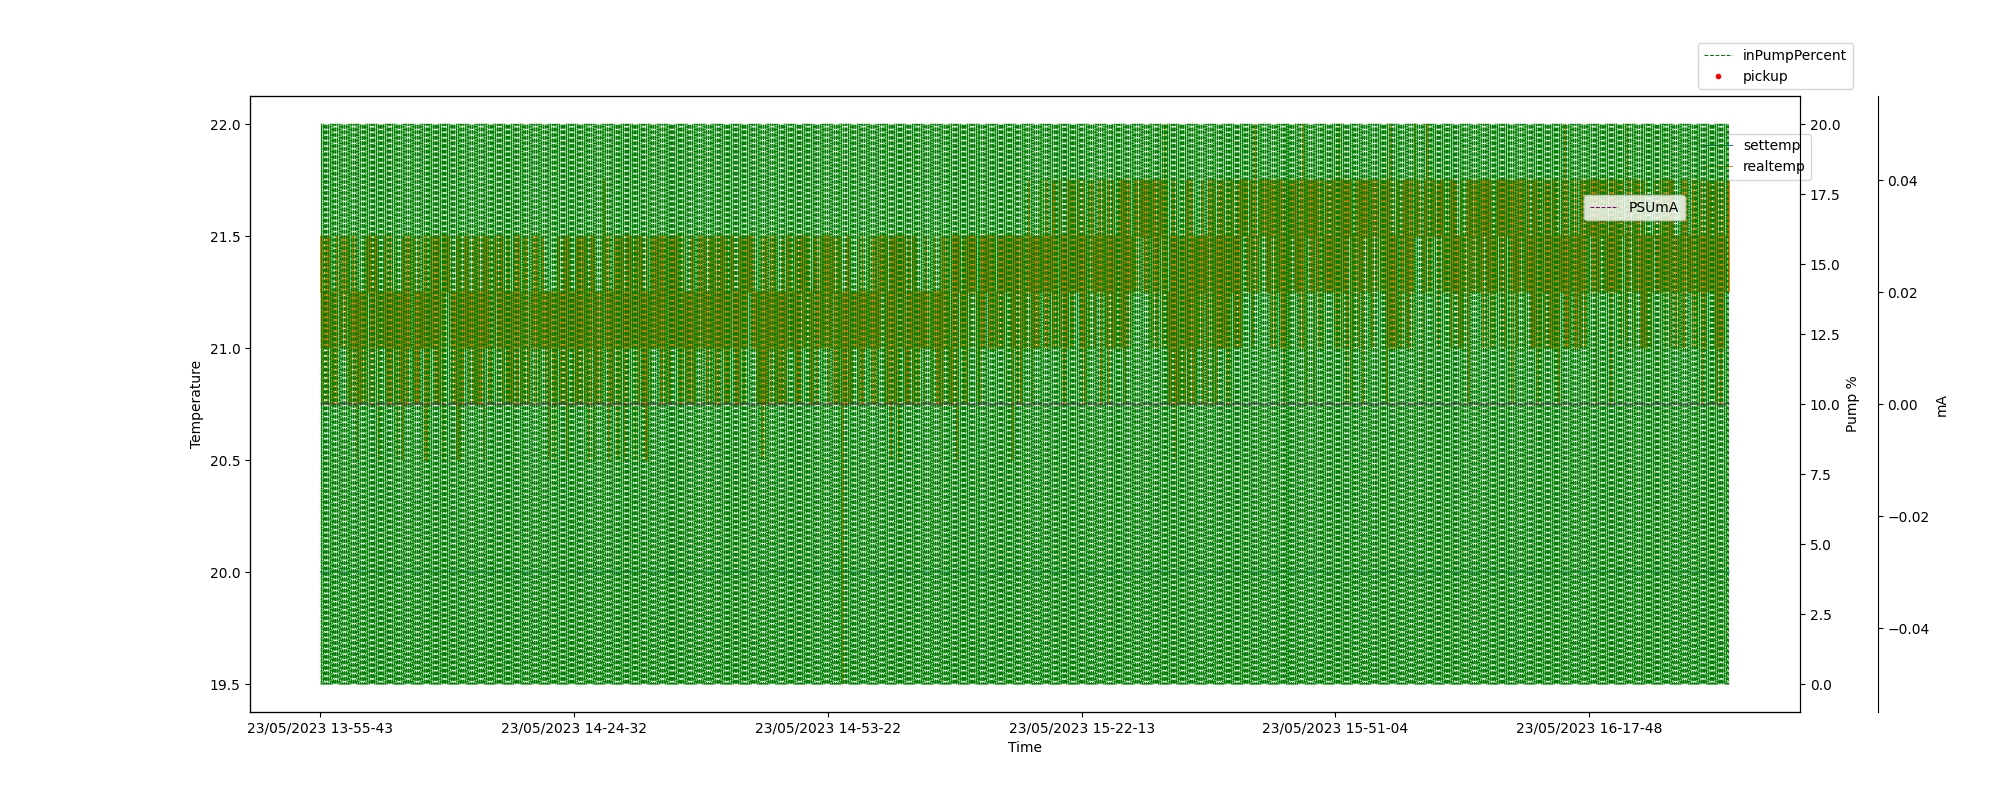 inPumpPercent
pickup
settemp
realtemp
PSUmA
22.0
21.5
21.0
20.5
20.0
19.5
Temperature
20.0
17.5
15.0
12.5
10.0
7.5
5.0
2.5
0.0
Pump %
0.04
0.02
0.00
−0.02
−0.04
mA
23/05/2023 13-55-43
23/05/2023 14-24-32
23/05/2023 14-53-22
23/05/2023 15-22-13
23/05/2023 15-51-04
23/05/2023 16-17-48
Time